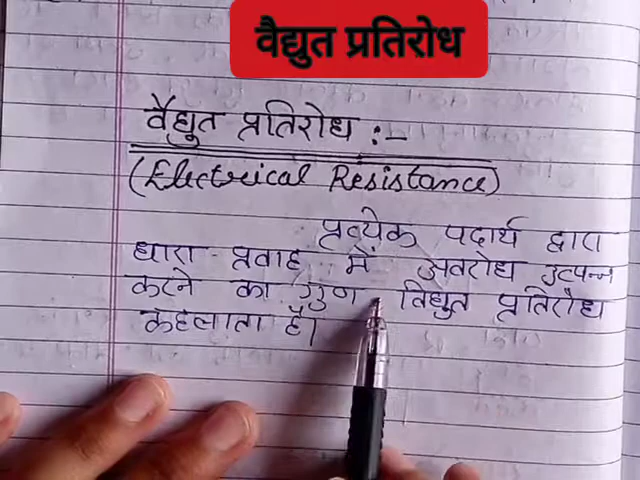 वैद्युत प्रतिरोध
वैद्युत प्रतिरोध :-
(Electrical Resistance)
प्रत्येक पदार्थ द्वारा
धारा प्रवाह में अवरोध उत्पन्न
करने का गुण विधुत प्रतिरोध
कहलाता है।